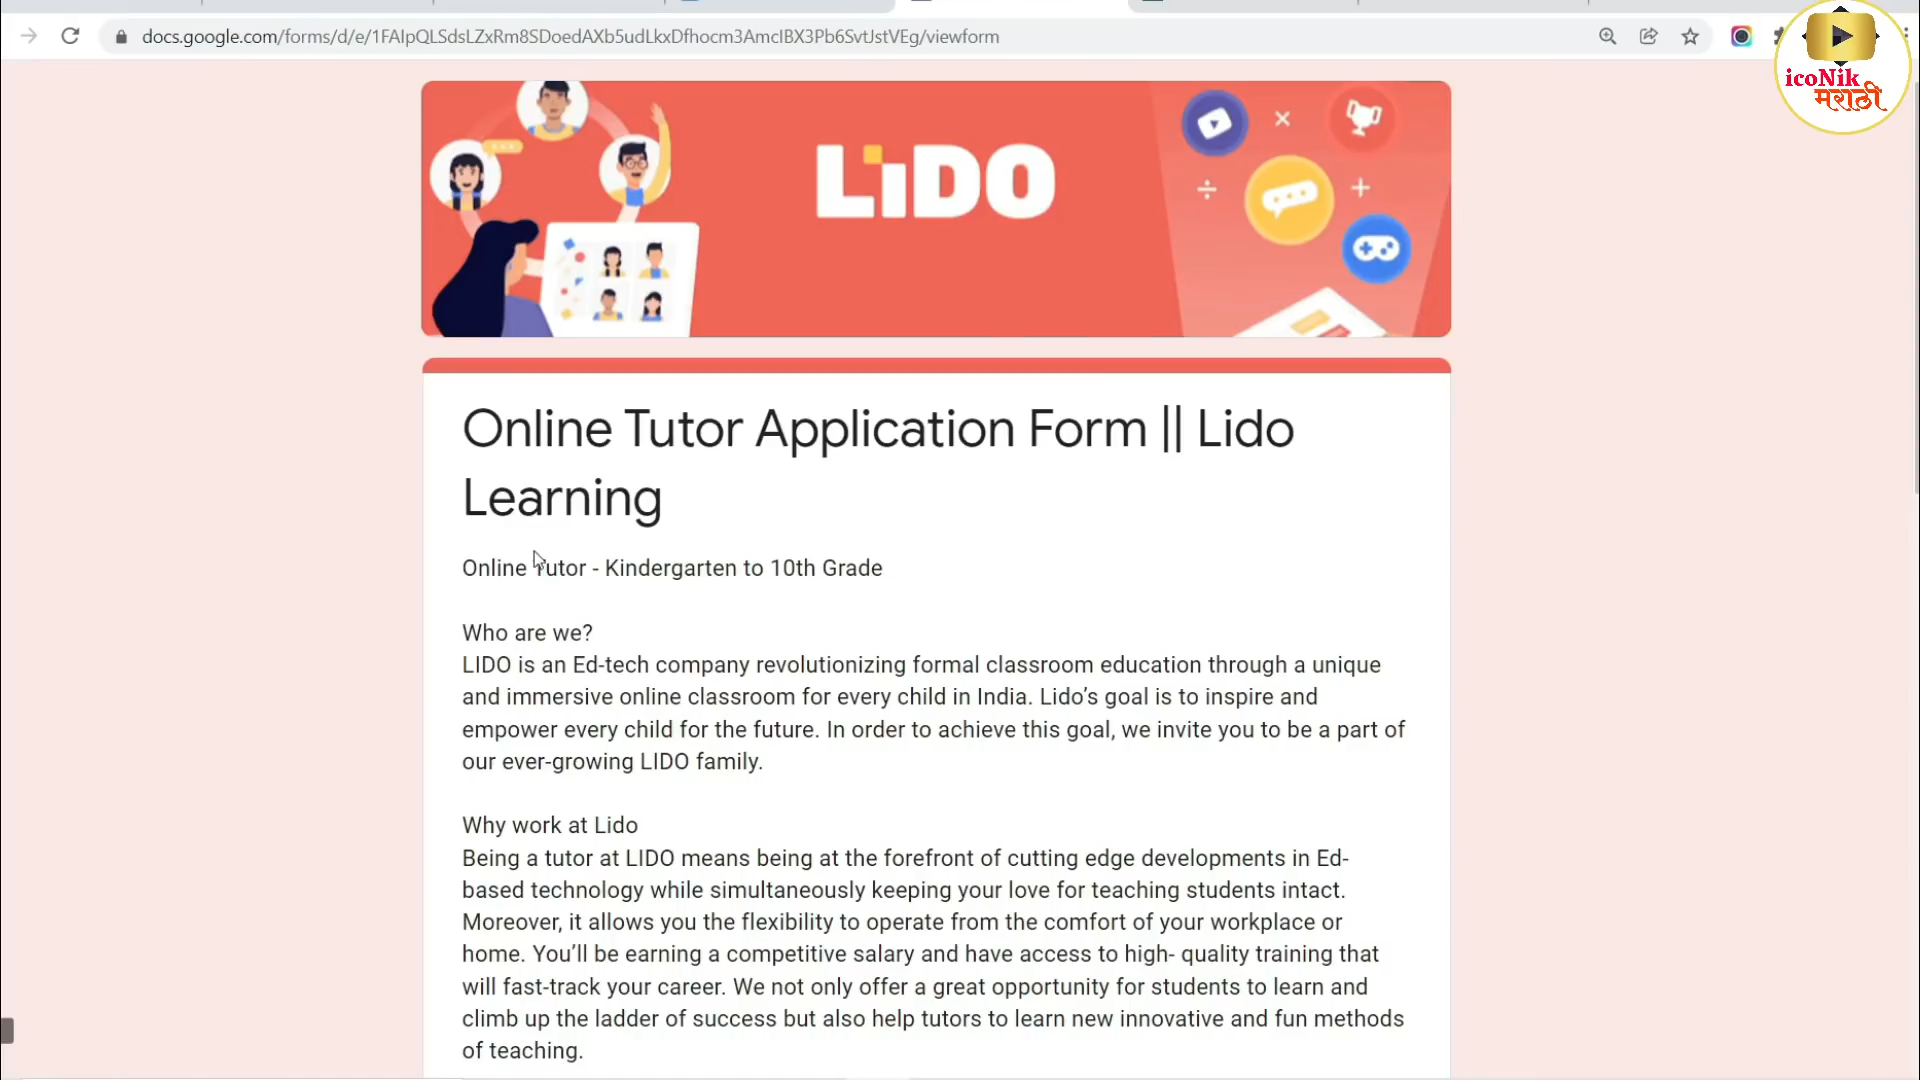 docs.google.com/forms/d/e/1FAIpQLSdsLZxRm8SDoedAXb5udLkxDfhocm3AmcIBX3Pb6SvtJstVEg/viewform
icoNik
मराठी
LiDO
Online Tutor Application Form || Lido
Learning
Online Tutor - Kindergarten to 10th Grade
Who are we?
LIDO is an Ed-tech company revolutionizing formal classroom education through a unique
and immersive online classroom for every child in India. Lido’s goal is to inspire and
empower every child for the future. In order to achieve this goal, we invite you to be a part of
our ever-growing LIDO family.
Why work at Lido
Being a tutor at LIDO means being at the forefront of cutting edge developments in Ed-
based technology while simultaneously keeping your love for teaching students intact.
Moreover, it allows you the flexibility to operate from the comfort of your workplace or
home. You’ll be earning a competitive salary and have access to high- quality training that
will fast-track your career. We not only offer a great opportunity for students to learn and
climb up the ladder of success but also help tutors to learn new innovative and fun methods
of teaching.